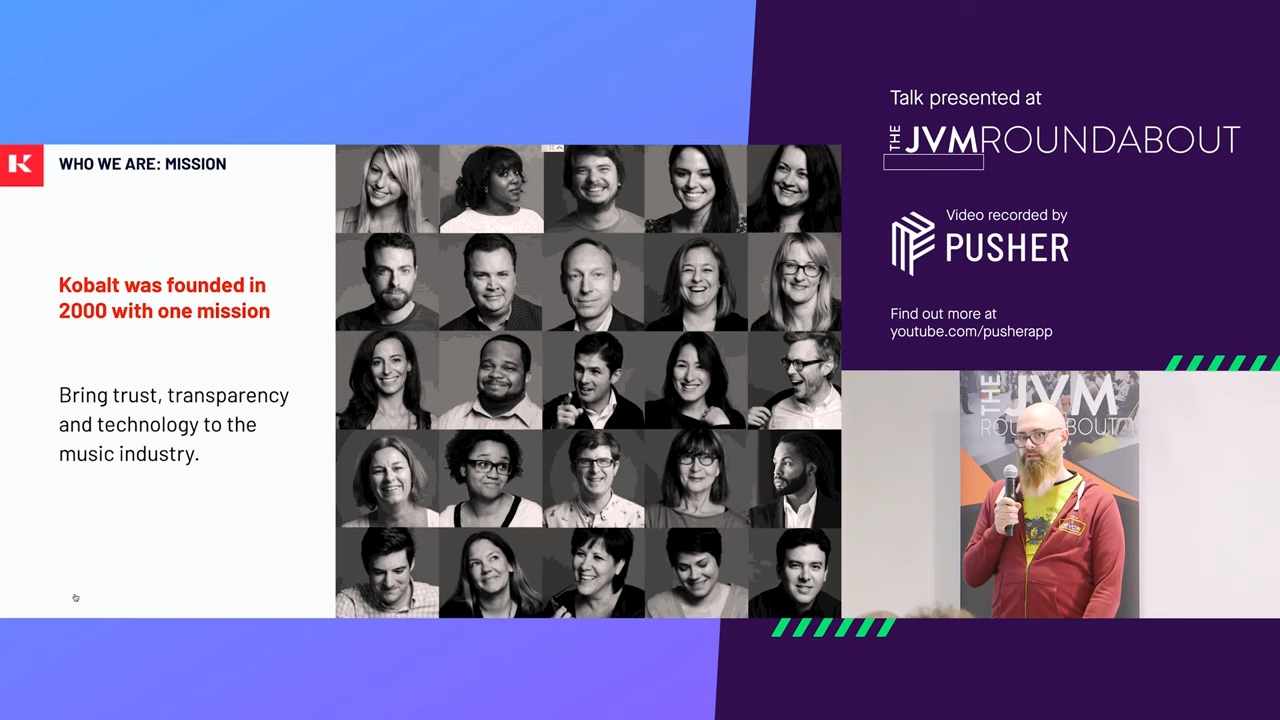 K
WHO WE ARE: MISSION
Kobalt was founded in
2000 with one mission
Bring trust, transparency
and technology to the
music industry.
Talk presented at
THE JVMROUNDABOUT
Video recorded by
PUSHER
Find out more at
youtube.com/pusherapp
THE JVM